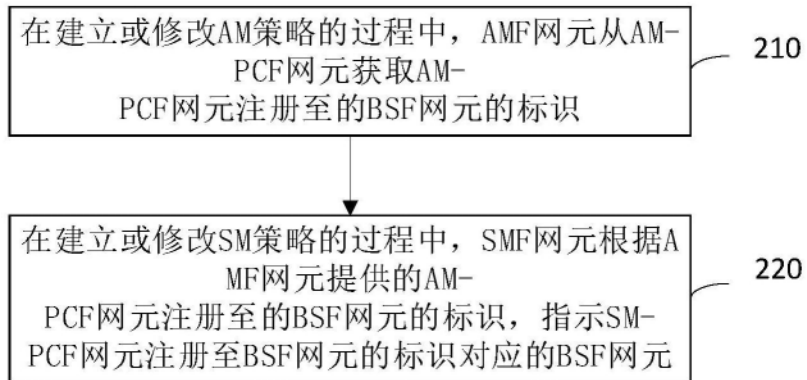 在建立或修改AM策略的过程中，AMF网元从AM-
PCF网元获取AM-
PCF网元注册至的BSF网元的标识
210
在建立或修改SM策略的过程中，SMF网元根据A
MF网元提供的AM-
PCF网元注册至的BSF网元的标识，指示SM-
PCF网元注册至BSF网元的标识对应的BSF网元
220